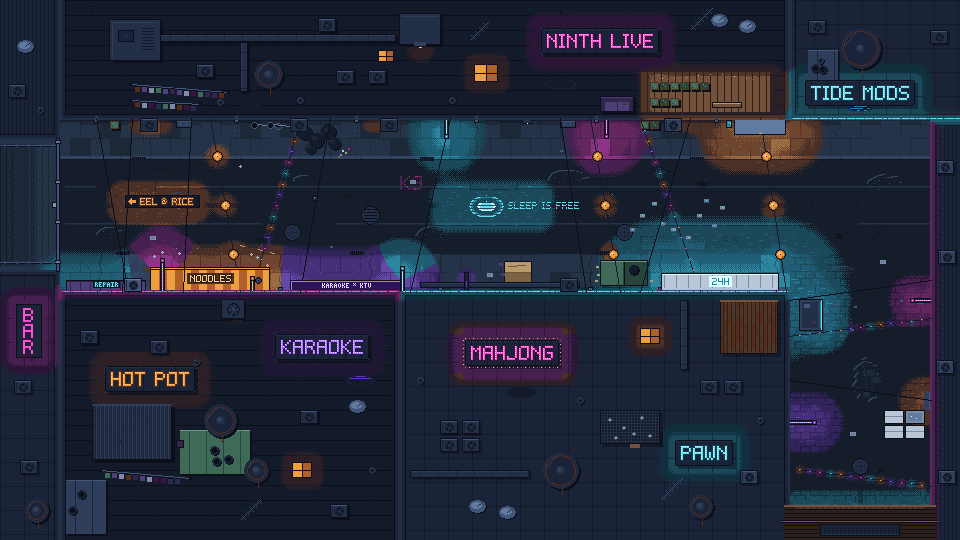 NINTH LIVE
TIDE MODS
KJ
← EEL & RICE
SLEEP IS FREE
REPAIR
NOODLES
KARAOKE * KTV
24H
BAR
KARAOKE
MAHJONG
HOT POT
PAWN